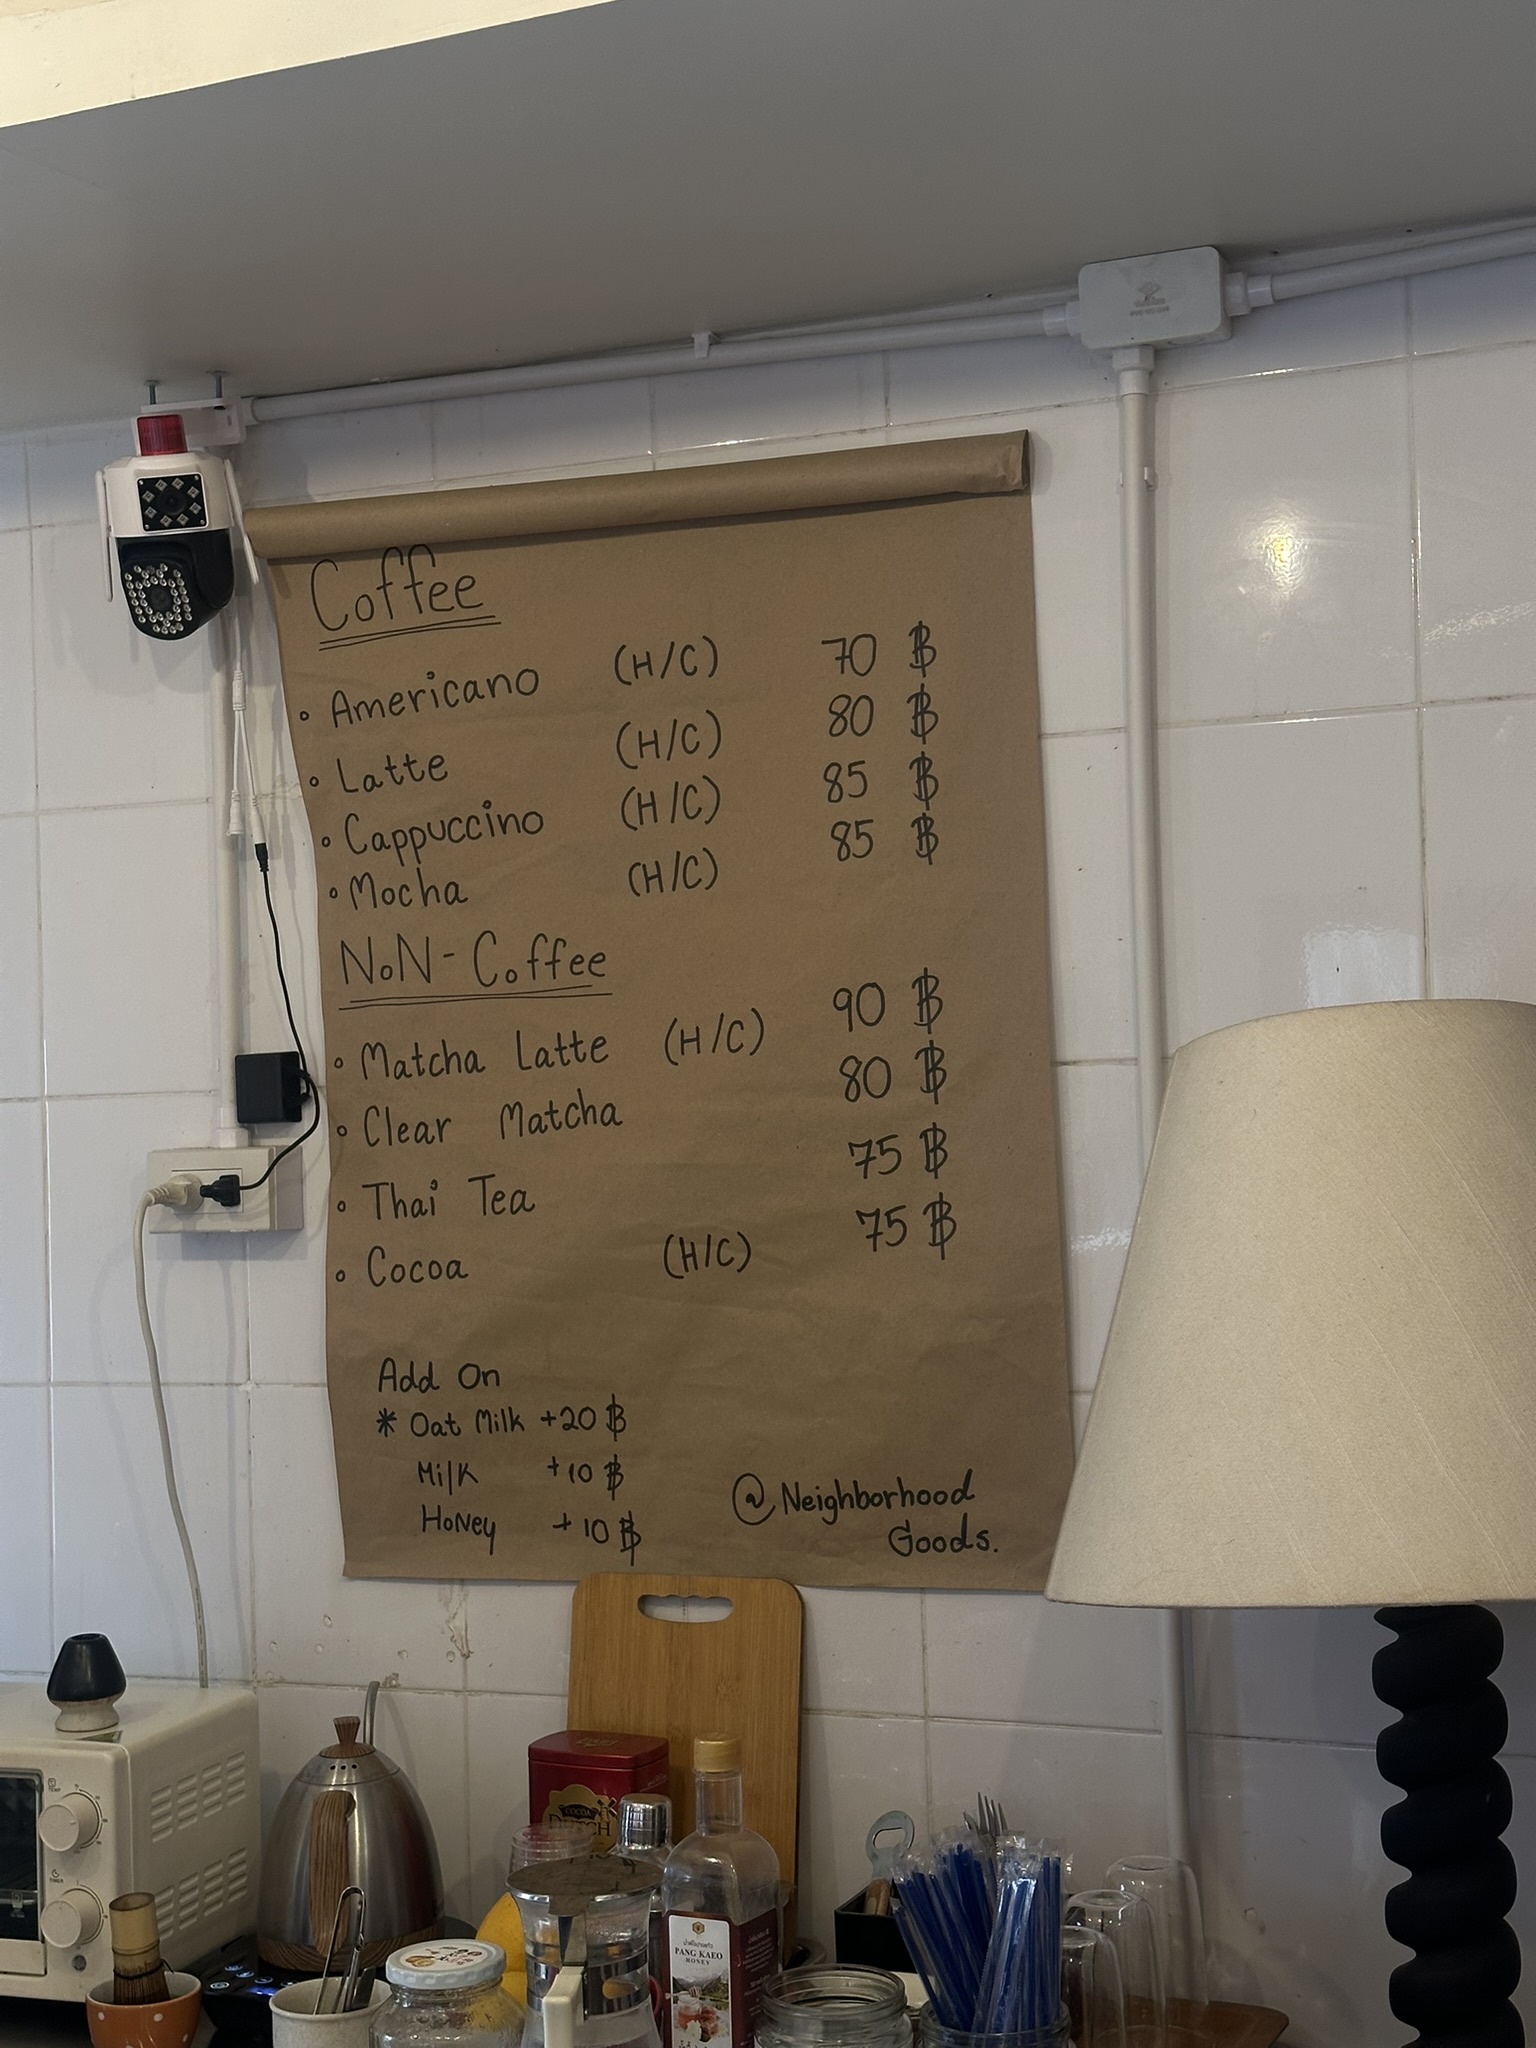 Coffee
◦ Americano (H/C) 70 ฿
◦ Latte (H/C) 80 ฿
◦ Cappuccino (H/C) 85 ฿
◦ Mocha (H/C) 85 ฿
NoN-Coffee
◦ Matcha Latte (H/C) 90 ฿
◦ Clear Matcha 80 ฿
◦ Thai Tea 75 ฿
◦ Cocoa (H/C) 75 ฿
Add On
* Oat Milk +20 ฿
Milk +10 ฿
HoNey +10 ฿
@Neighborhood
Goods.
COCOA
DUTCH
PANG KAEO
HONEY